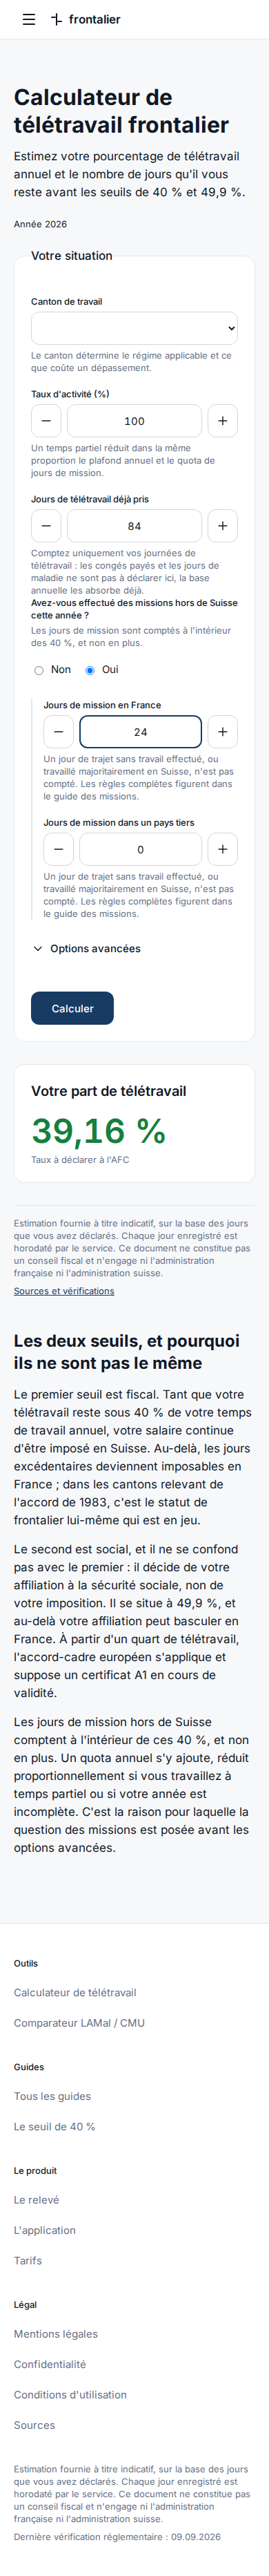 frontalier
Calculateur de
télétravail frontalier
Estimez votre pourcentage de télétravail
annuel et le nombre de jours qu'il vous
reste avant les seuils de 40 % et 49,9 %.
Année 2026
Votre situation
Canton de travail
Le canton détermine le régime applicable et ce
que coûte un dépassement.
Taux d'activité (%)
100
Un temps partiel réduit dans la même
proportion le plafond annuel et le quota de
jours de mission.
Jours de télétravail déjà pris
84
Comptez uniquement vos journées de
télétravail : les congés payés et les jours de
maladie ne sont pas à déclarer ici, la base
annuelle les absorbe déjà.
Avez-vous effectué des missions hors de Suisse
cette année ?
Les jours de mission sont comptés à l'intérieur
des 40 %, et non en plus.
Non Oui
Jours de mission en France
24
Un jour de trajet sans travail effectué, ou
travaillé majoritairement en Suisse, n'est pas
compté. Les règles complètes figurent dans
le guide des missions.
Jours de mission dans un pays tiers
0
Un jour de trajet sans travail effectué, ou
travaillé majoritairement en Suisse, n'est pas
compté. Les règles complètes figurent dans
le guide des missions.
Options avancées
Calculer
Votre part de télétravail
39,16 %
Taux à déclarer à l'AFC
Estimation fournie à titre indicatif, sur la base des jours
que vous avez déclarés. Chaque jour enregistré est
horodaté par le service. Ce document ne constitue pas
un conseil fiscal et n'engage ni l'administration
française ni l'administration suisse.
Sources et vérifications
Les deux seuils, et pourquoi
ils ne sont pas le même
Le premier seuil est fiscal. Tant que votre
télétravail reste sous 40 % de votre temps
de travail annuel, votre salaire continue
d'être imposé en Suisse. Au-delà, les jours
excédentaires deviennent imposables en
France ; dans les cantons relevant de
l'accord de 1983, c'est le statut de
frontalier lui-même qui est en jeu.
Le second est social, et il ne se confond
pas avec le premier : il décide de votre
affiliation à la sécurité sociale, non de
votre imposition. Il se situe à 49,9 %, et
au-delà votre affiliation peut basculer en
France. À partir d'un quart de télétravail,
l'accord-cadre européen s'applique et
suppose un certificat A1 en cours de
validité.
Les jours de mission hors de Suisse
comptent à l'intérieur de ces 40 %, et non
en plus. Un quota annuel s'y ajoute, réduit
proportionnellement si vous travaillez à
temps partiel ou si votre année est
incomplète. C'est la raison pour laquelle la
question des missions est posée avant les
options avancées.
Outils
Calculateur de télétravail
Comparateur LAMal / CMU
Guides
Tous les guides
Le seuil de 40 %
Le produit
Le relevé
L'application
Tarifs
Légal
Mentions légales
Confidentialité
Conditions d'utilisation
Sources
Estimation fournie à titre indicatif, sur la base des jours
que vous avez déclarés. Chaque jour enregistré est
horodaté par le service. Ce document ne constitue pas
un conseil fiscal et n'engage ni l'administration
française ni l'administration suisse.
Dernière vérification réglementaire : 09.09.2026